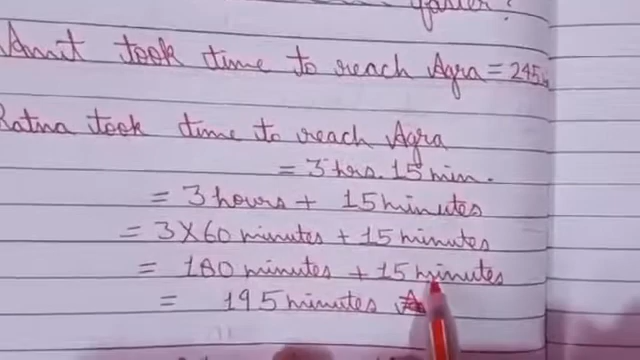 faster?
Amit took time to reach Agra = 245
Ratna took time to reach Agra
= 3 hrs. 15 min.
= 3 hours + 15 minutes
= 3 X 60 minutes + 15 minutes
= 180 minutes + 15 minutes
= 195 minutes